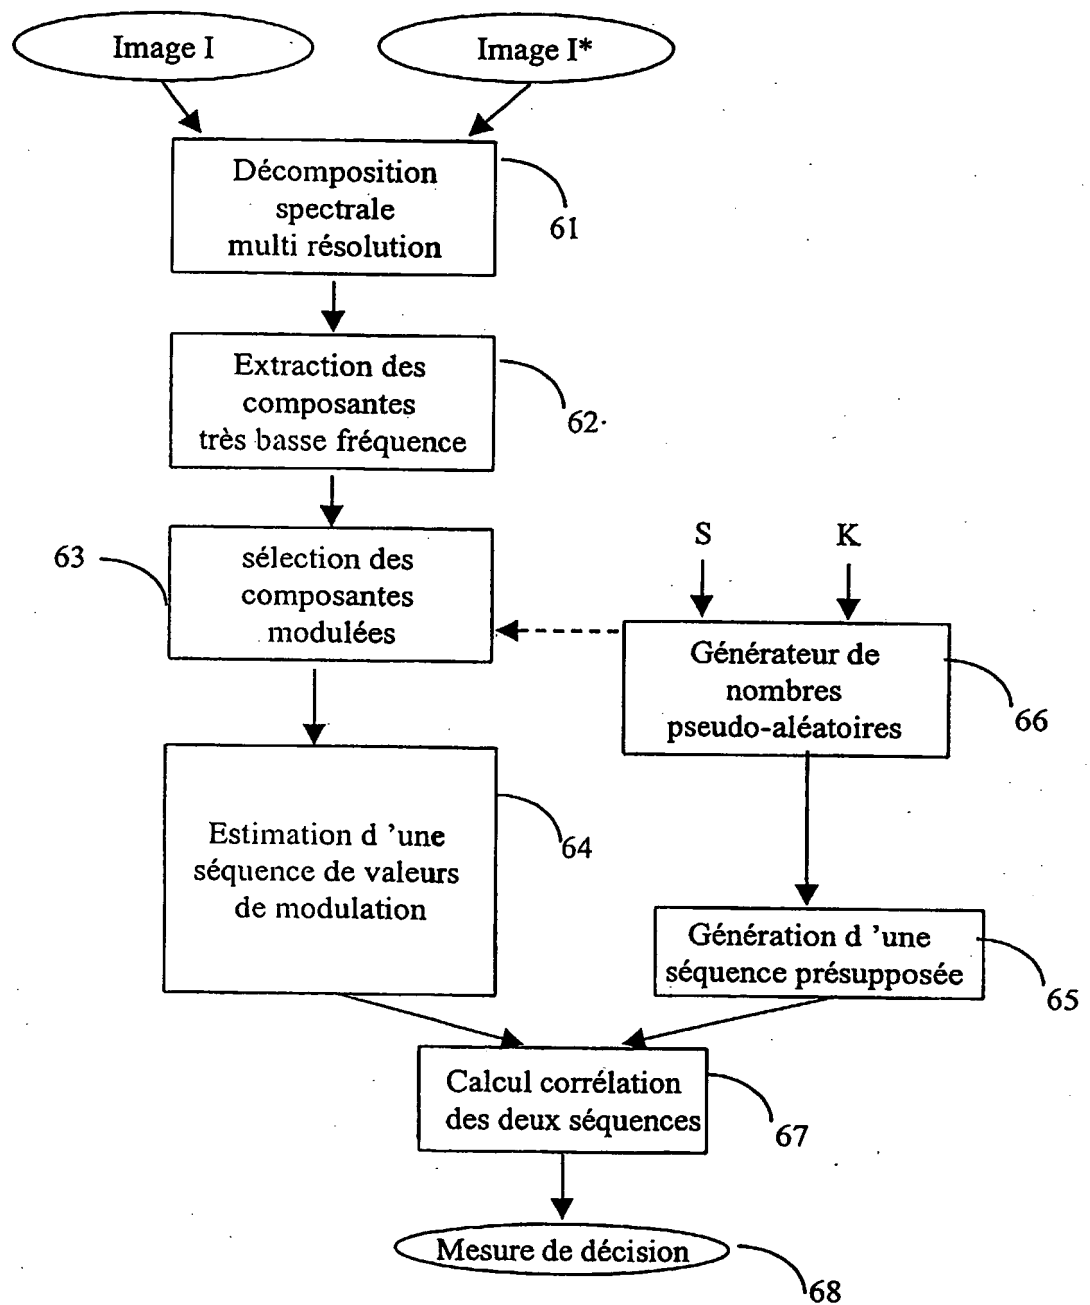 Image I
Image I*
Décomposition
spectrale
multi résolution
61
Extraction des
composantes
très basse fréquence
62
63
sélection des
composantes
modulées
S
K
Générateur de
nombres
pseudo-aléatoires
66
Estimation d ’une
séquence de valeurs
de modulation
64
Génération d ’une
séquence présupposée
65
Calcul corrélation
des deux séquences
67
Mesure de décision
68